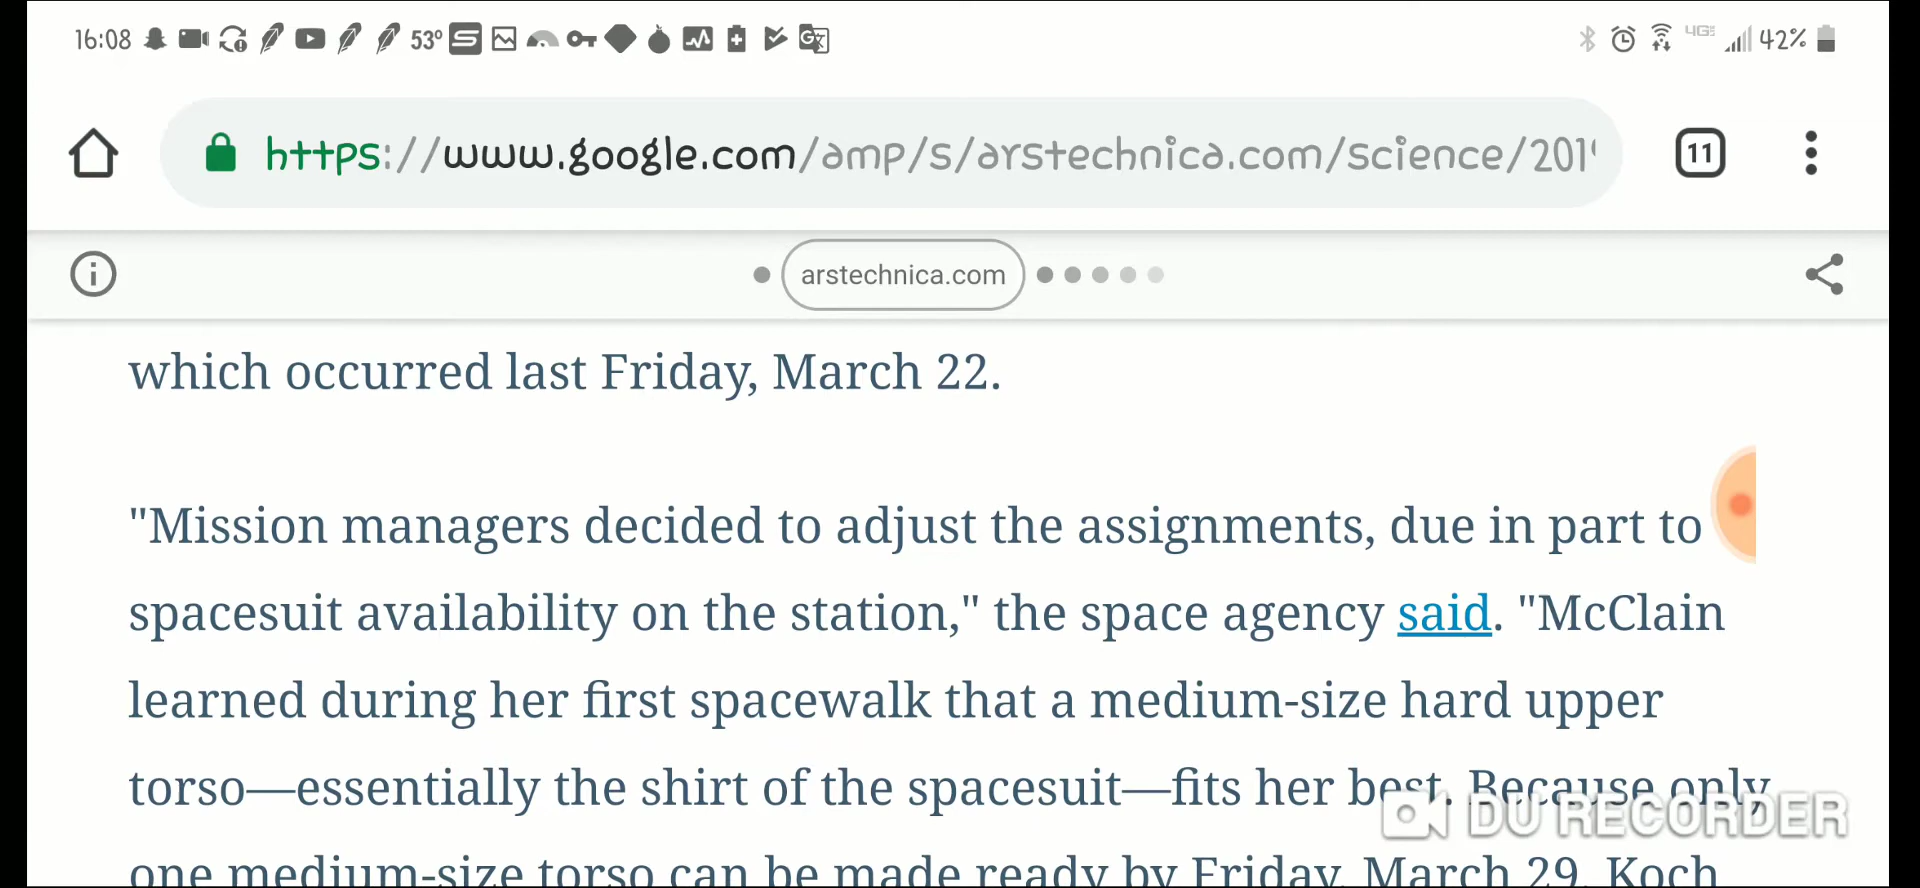 16:08 53° 4G 42%
https://www.google.com/amp/s/arstechnica.com/science/201 11
arstechnica.com
which occurred last Friday, March 22.
"Mission managers decided to adjust the assignments, due in part to
spacesuit availability on the station," the space agency said. "McClain
learned during her first spacewalk that a medium-size hard upper
torso—essentially the shirt of the spacesuit—fits her best. Because only
DU RECORDER
one medium-size torso can be made ready by Friday, March 29, Koch